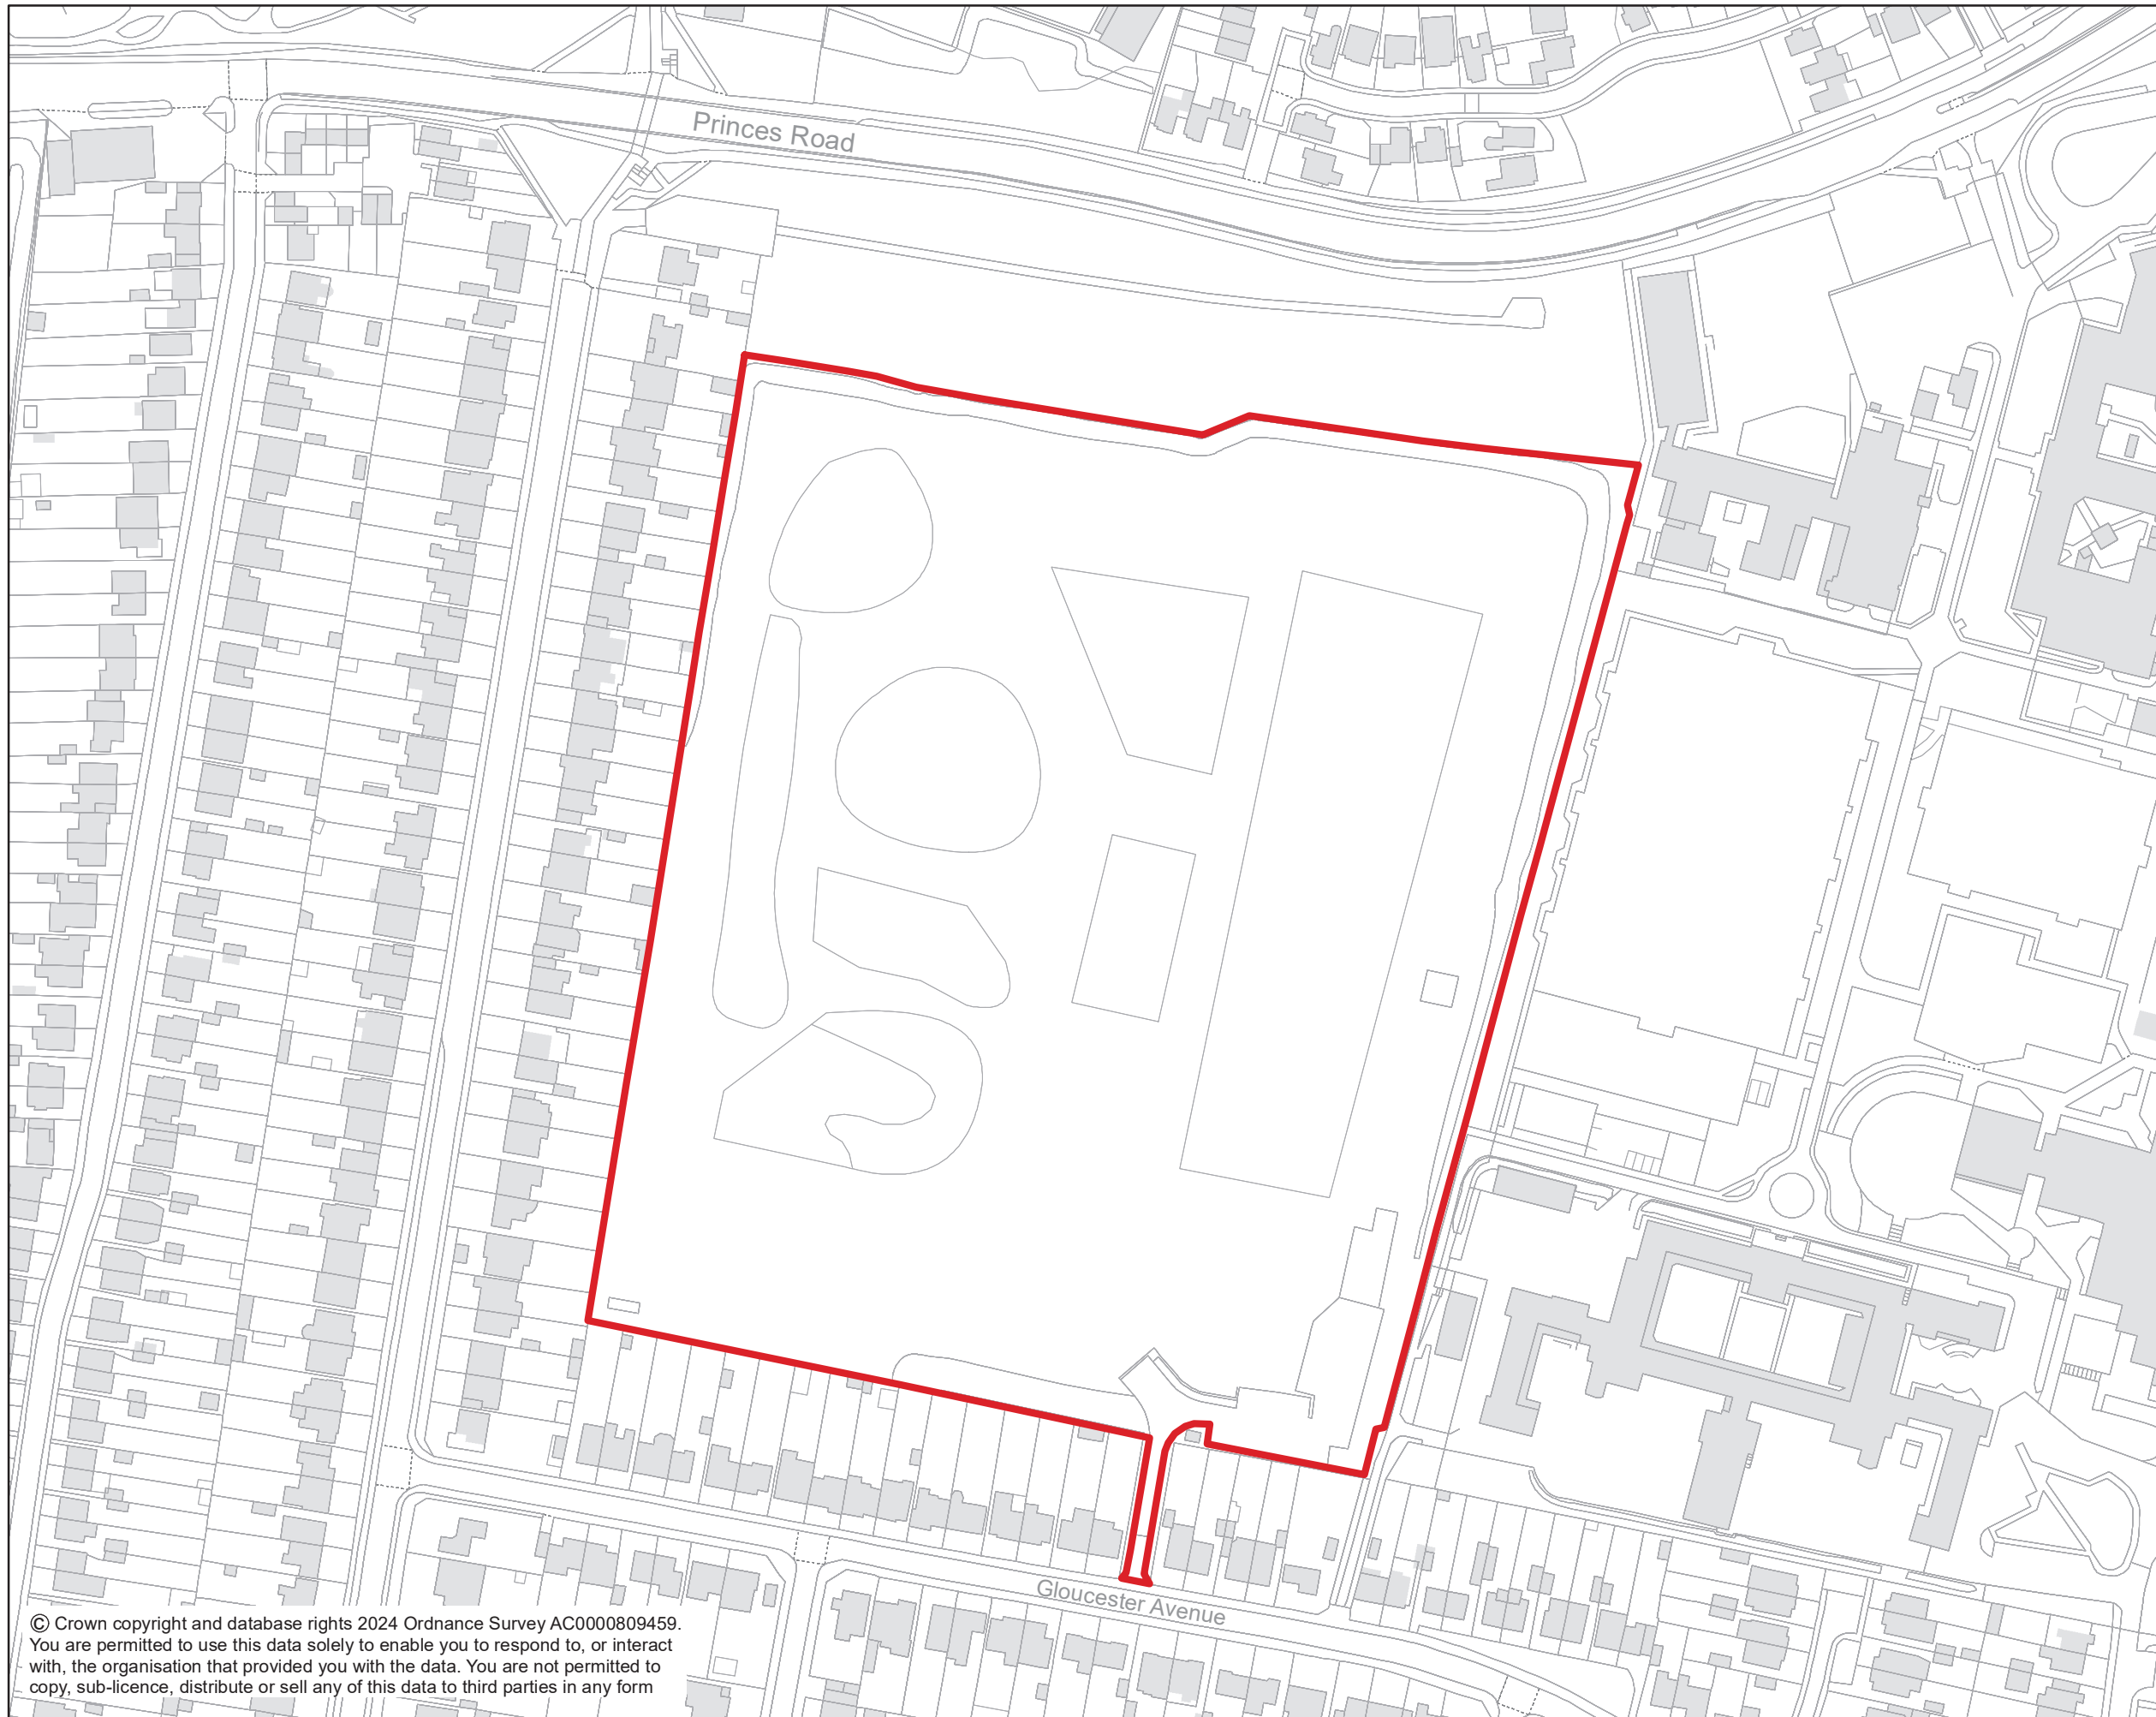 Princes Road
Gloucester Avenue
© Crown copyright and database rights 2024 Ordnance Survey AC0000809459.
You are permitted to use this data solely to enable you to respond to, or interact
with, the organisation that provided you with the data. You are not permitted to
copy, sub-licence, distribute or sell any of this data to third parties in any form